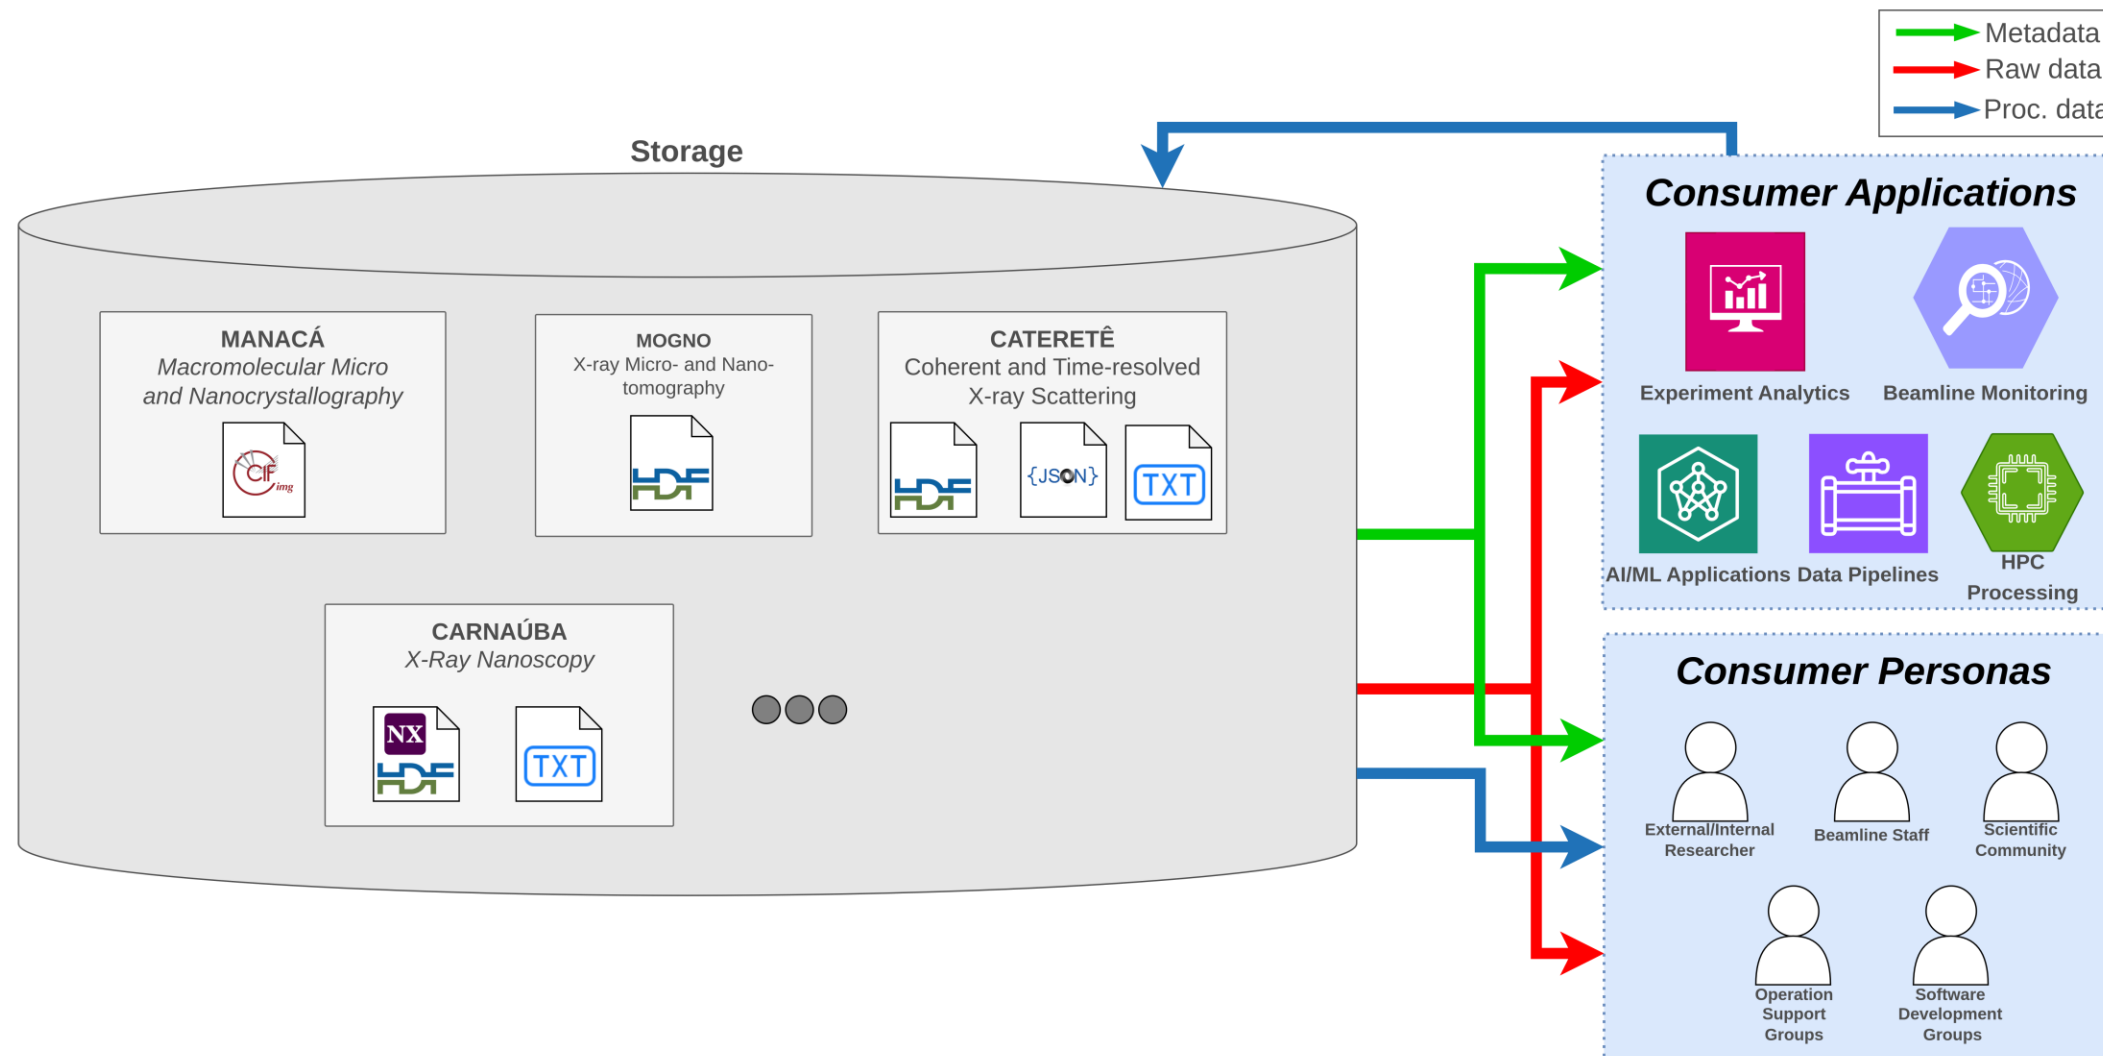 Metadata
Raw data
Proc. data
Storage
MANACÁ
Macromolecular Micro
and Nanocrystallography
CIF
img
MOGNO
X-ray Micro- and Nano-
tomography
HDF
CATERETÊ
Coherent and Time-resolved
X-ray Scattering
HDF
{JSON}
TXT
CARNAÚBA
X-Ray Nanoscopy
NX
HDF
TXT
Consumer Applications
Experiment Analytics
Beamline Monitoring
AI/ML Applications
Data Pipelines
HPC
Processing
Consumer Personas
External/Internal
Researcher
Beamline Staff
Scientific
Community
Operation
Support
Groups
Software
Development
Groups